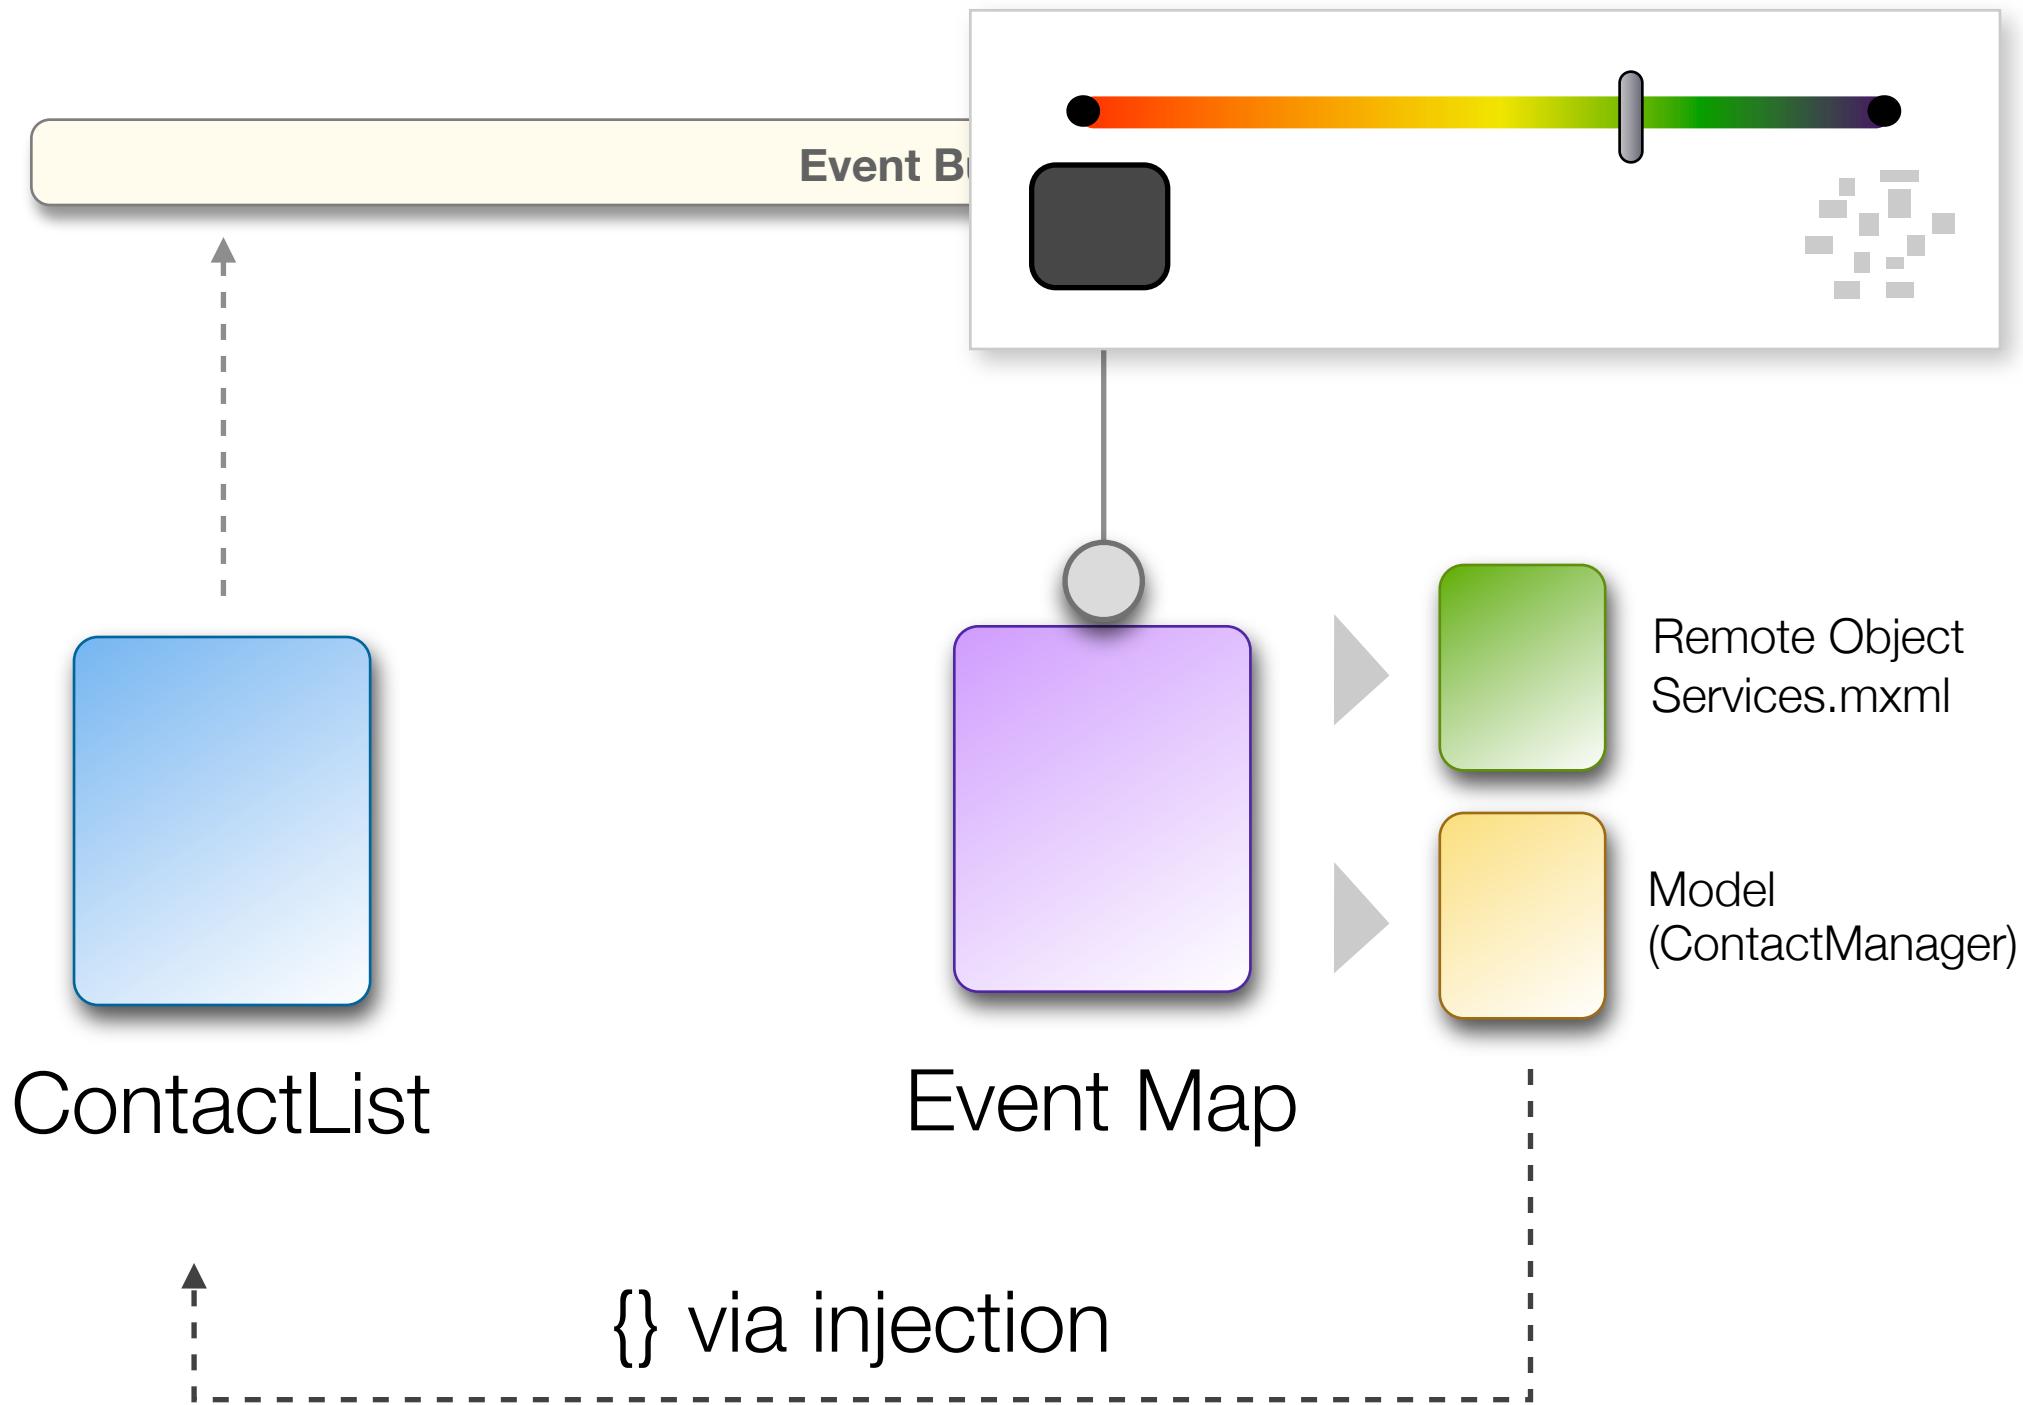 Event B
Remote Object
Services.mxml
Model
(ContactManager)
ContactList
Event Map
{} via injection